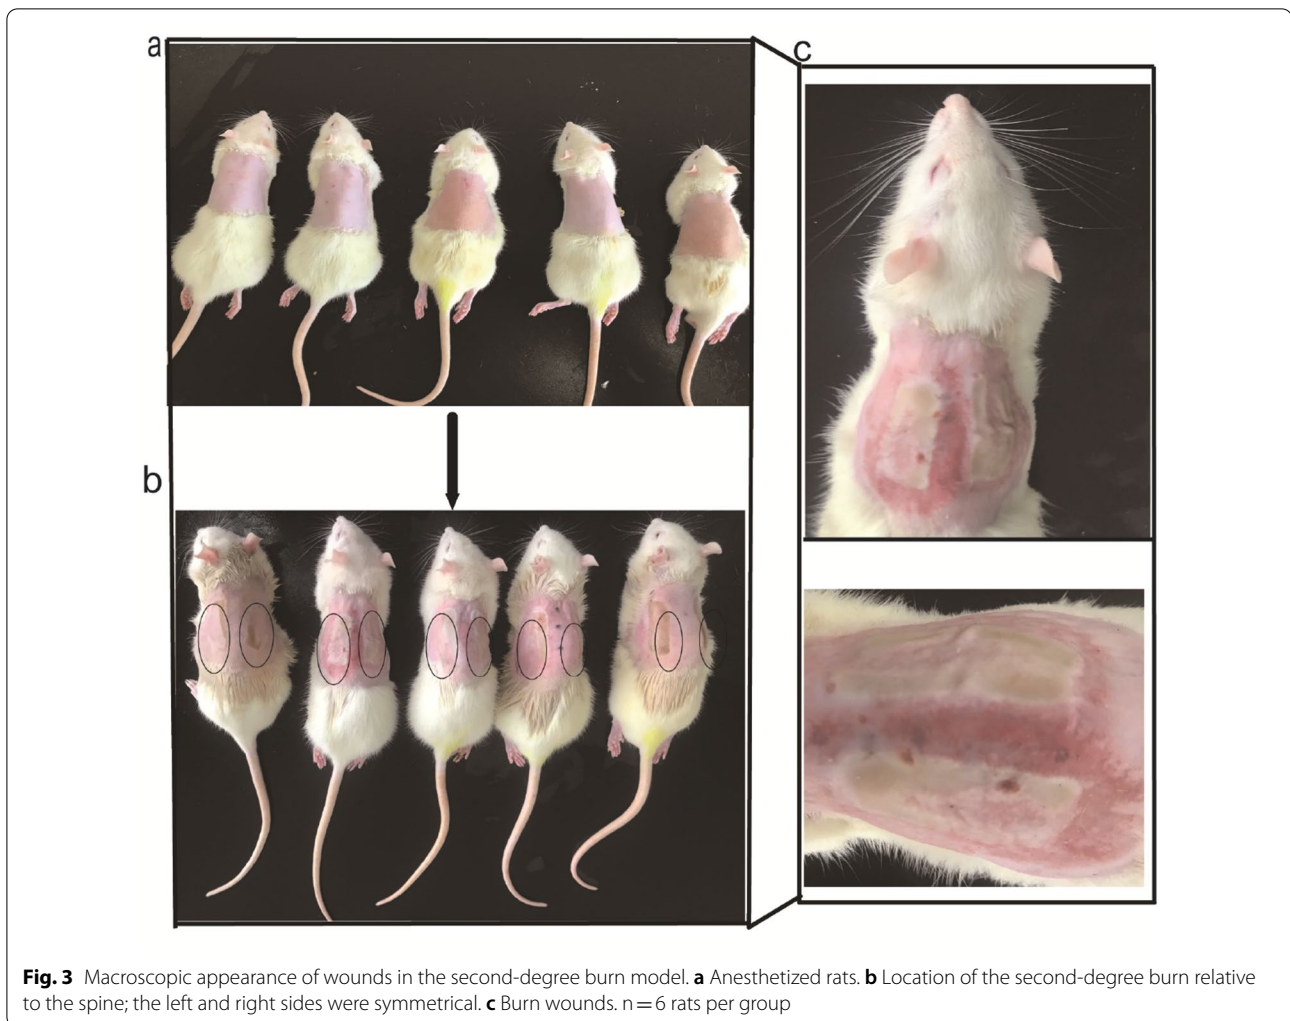 a
c
b
Fig. 3 Macroscopic appearance of wounds in the second-degree burn model. a Anesthetized rats. b Location of the second-degree burn relative
to the spine; the left and right sides were symmetrical. c Burn wounds. n = 6 rats per group